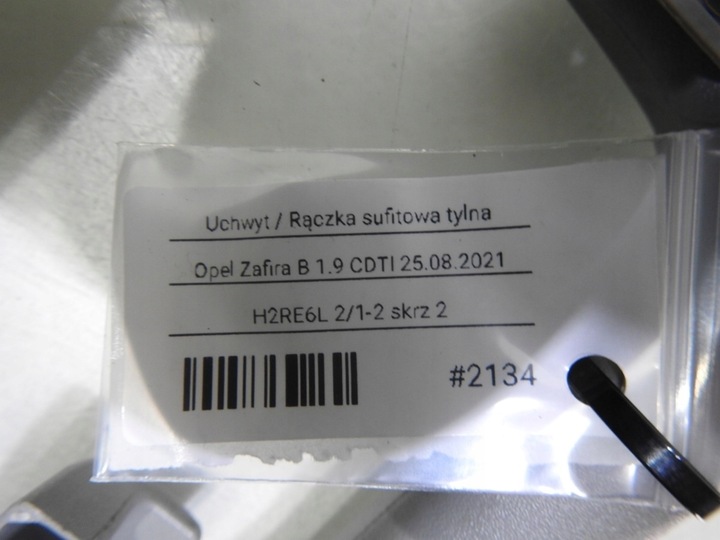 Uchwyt / Rączka sufitowa tylna
Opel Zafira B 1.9 CDTI 25.08.2021
H2RE6L 2/1-2 skrz 2
#2134